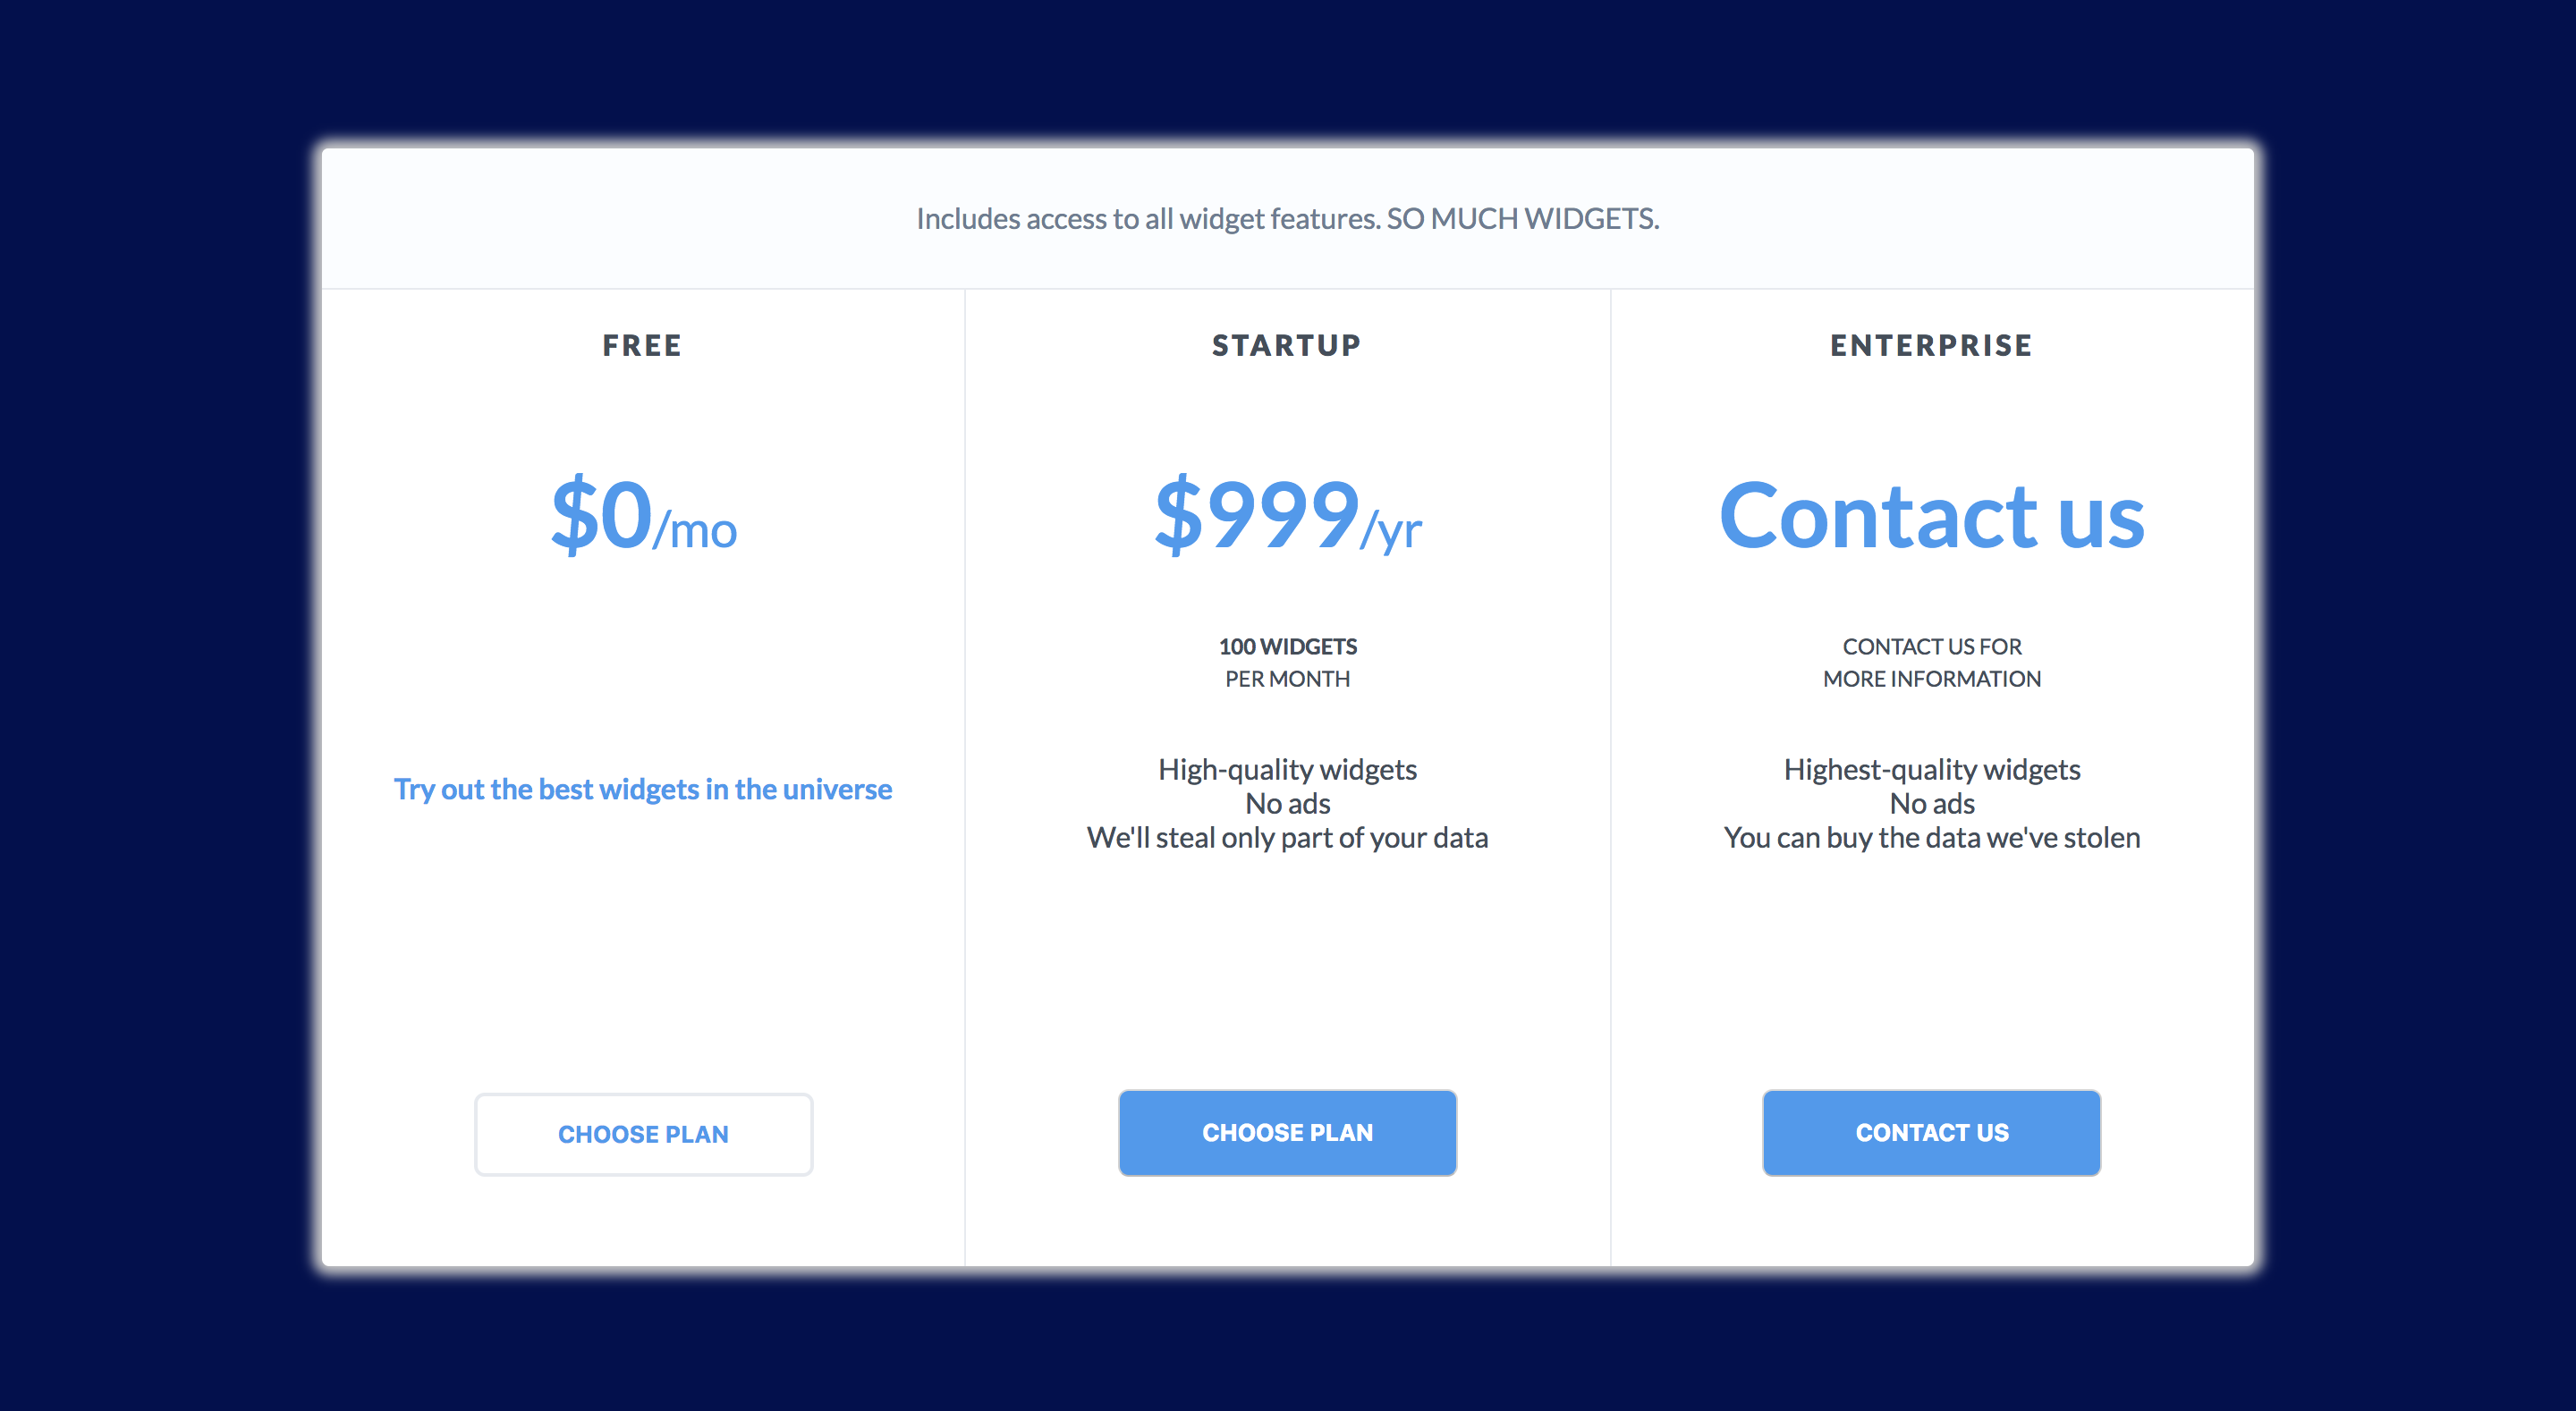 Includes access to all widget features. SO MUCH WIDGETS.
FREE
$0/mo
Try out the best widgets in the universe
CHOOSE PLAN
STARTUP
$999/yr
100 WIDGETS
PER MONTH
High-quality widgets
No ads
We'll steal only part of your data
CHOOSE PLAN
ENTERPRISE
Contact us
CONTACT US FOR
MORE INFORMATION
Highest-quality widgets
No ads
You can buy the data we've stolen
CONTACT US